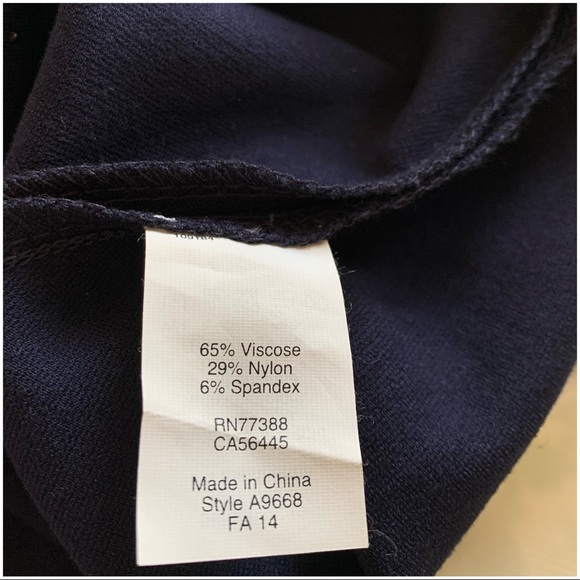 65% Viscose
29% Nylon
6% Spandex
RN77388
CA56445
Made in China
Style A9668
FA 14